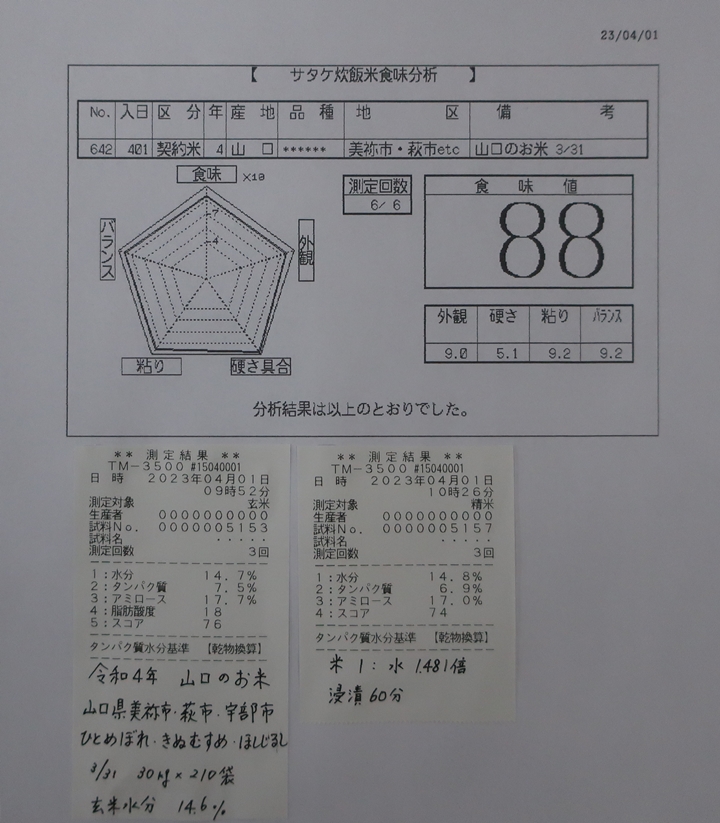 23/04/01
【 サタケ炊飯米食味分析 】
No. 入日 区 分 年 産 地 品 種 地 区 備 考
642 401 契約米 4 山 口 ****** 美祢市・萩市etc 山口のお米 3/31
食味 ×10
7
4
バランス
外観
粘り
硬さ具合
測定回数
6/ 6
食 味 値
88
外観 硬さ 粘り バランス
9.0 5.1 9.2 9.2
分析結果は以上のとおりでした。
** 測定結果 **
TM-3500 #15040001
日 時 2023年04月01日
09時52分
測定対象 玄米
生産者 0000000000
試料No. 0000005153
試料名 ・・・・・
測定回数 3回
1:水分 14.7%
2:タンパク質 7.5%
3:アミロース 17.7%
4:脂肪酸度 18
5:スコア 76
タンパク質水分基準 【乾物換算】
令和4年 山口のお米
山口県美祢市・萩市・宇部市
ひとめぼれ・きぬむすめ・ほしじるし
3/31 30kg×210袋
玄米水分 14.6%
** 測定結果 **
TM-3500 #15040001
日 時 2023年04月01日
10時26分
測定対象 精米
生産者 0000000000
試料No. 0000005157
試料名 ・・・・・
測定回数 3回
1:水分 14.8%
2:タンパク質 6.9%
3:アミロース 17.0%
4:スコア 74
タンパク質水分基準 【乾物換算】
米 1:水 1.481倍
浸漬60分